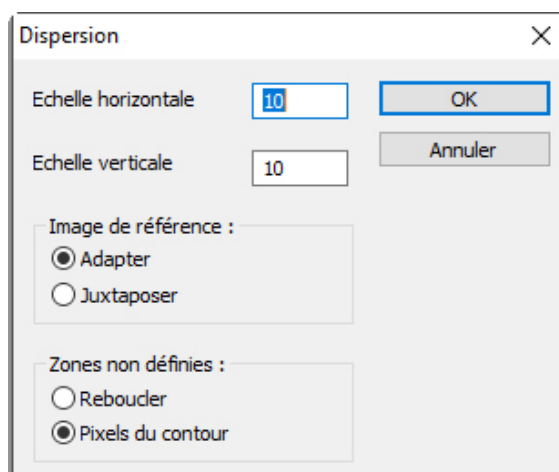 Dispersion
Echelle horizontale 10 OK
Echelle verticale 10 Annuler
Image de référence :
Adapter
Juxtaposer
Zones non définies :
Reboucler
Pixels du contour